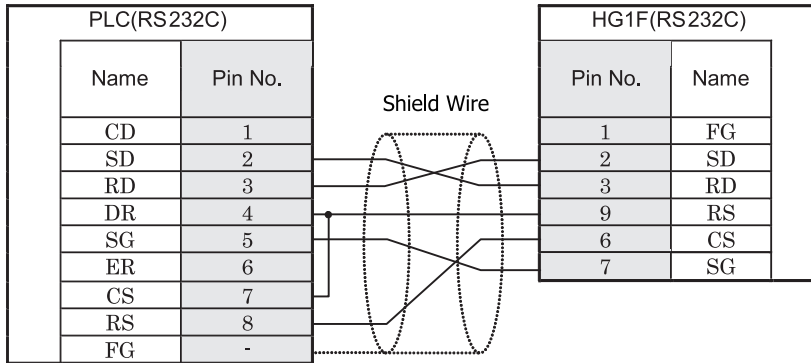 PLC(RS232C) HG1F(RS232C)
Name Pin No. Pin No. Name
Shield Wire
CD 1 1 FG
SD 2 2 SD
RD 3 3 RD
DR 4 9 RS
SG 5 6 CS
ER 6 7 SG
CS 7
RS 8
FG -